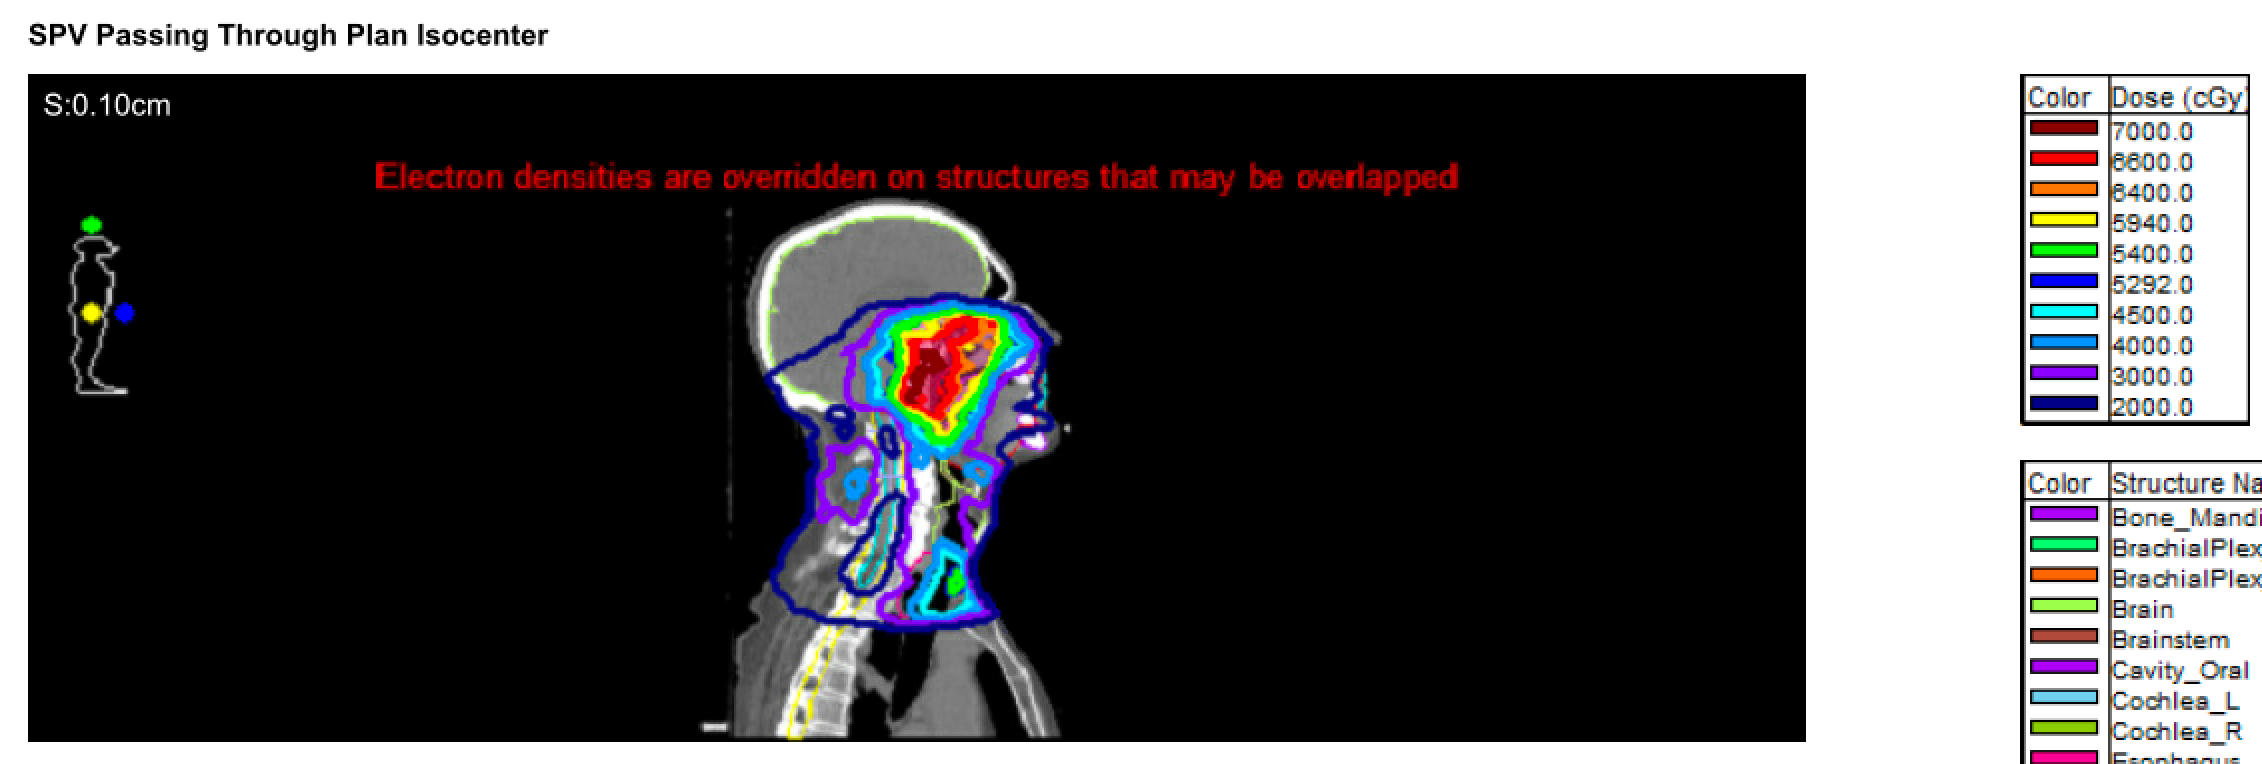 SPV Passing Through Plan Isocenter
S:0.10cm
Electron densities are overridden on structures that may be overlapped
Color Dose (cGy)
7000.0
6600.0
6400.0
5940.0
5400.0
5292.0
4500.0
4000.0
3000.0
2000.0
Color Structure Na
Bone_Mandi
BrachialPlex
BrachialPlex
Brain
Brainstem
Cavity_Oral
Cochlea_L
Cochlea_R
Esophagus